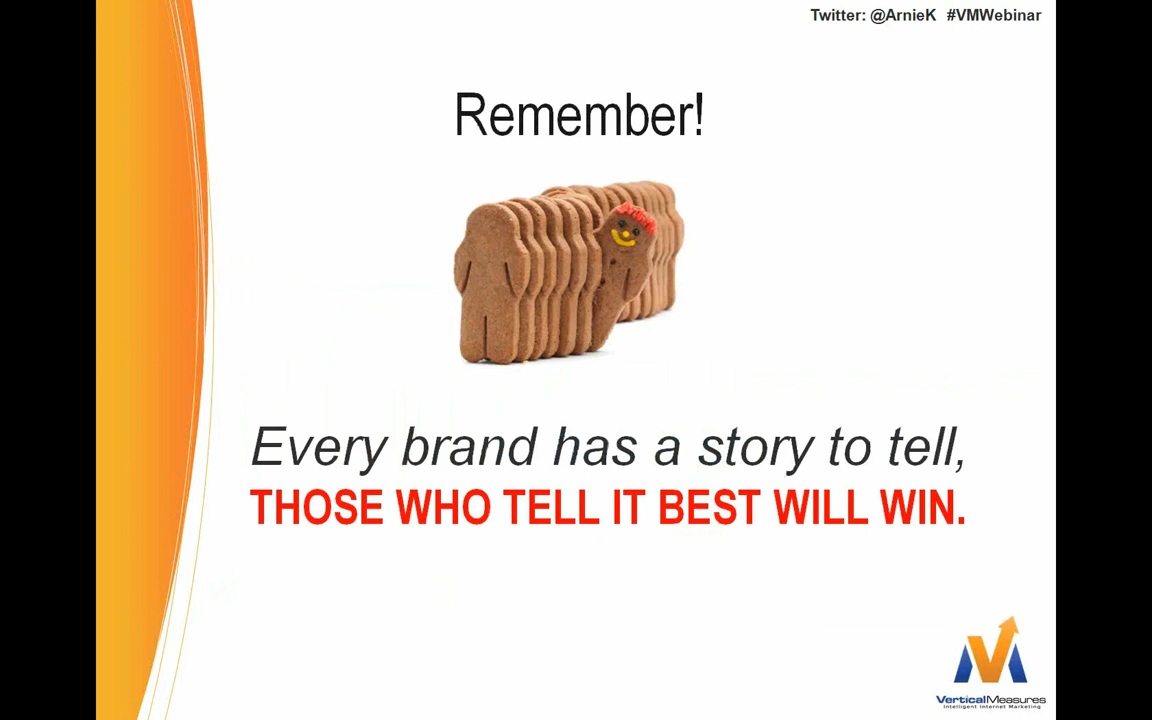 Twitter: @ArnieK #VMWebinar
Remember!
Every brand has a story to tell,
THOSE WHO TELL IT BEST WILL WIN.
VerticalMeasures
Intelligent Internet Marketing